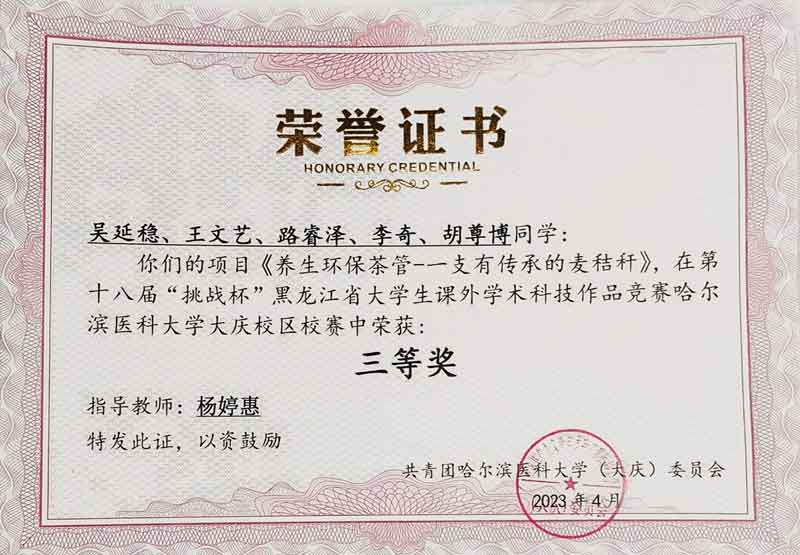 荣誉证书
HONORARY CREDENTIAL
吴延稳、王文艺、路睿泽、李奇、胡尊博同学：
你们的项目《养生环保茶管-一支有传承的麦秸秆》，在第
十八届“挑战杯”黑龙江省大学生课外学术科技作品竞赛哈尔
滨医科大学大庆校区校赛中荣获：
三等奖
指导教师：杨婷惠
特发此证，以资鼓励
共青团哈尔滨医科大学（大庆）委员会
2023 年 4 月